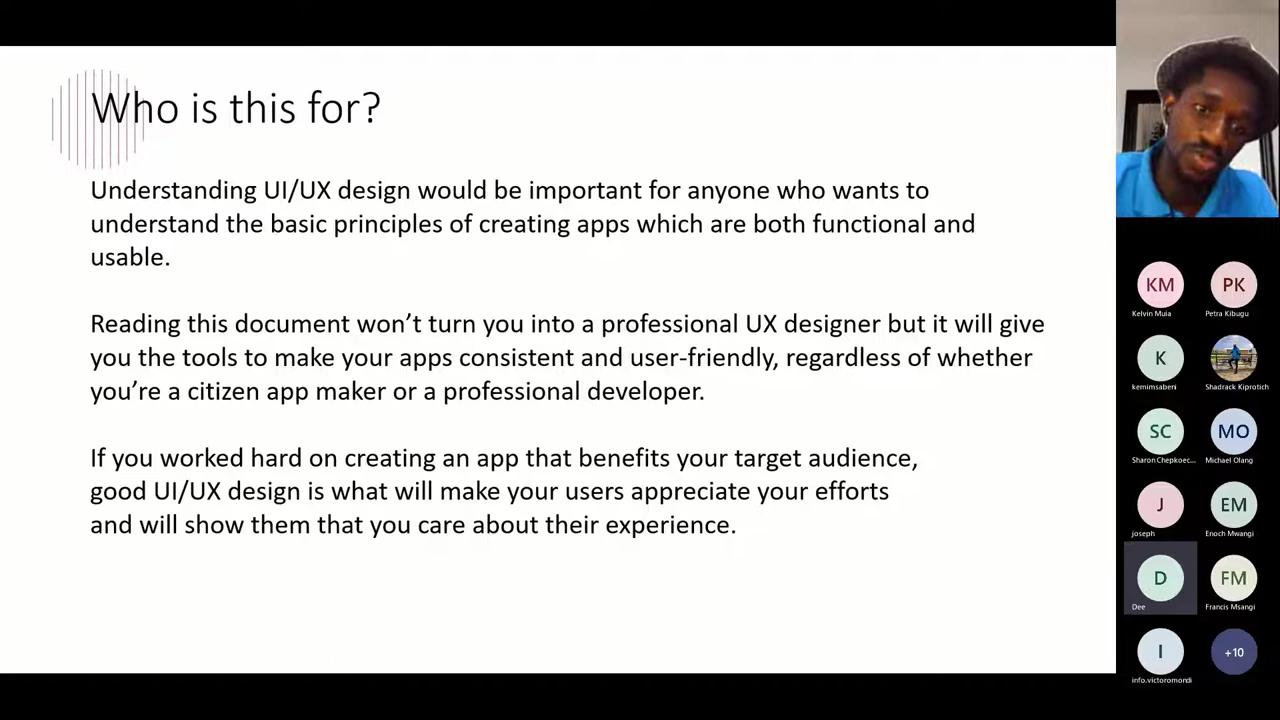 Who is this for?
Understanding UI/UX design would be important for anyone who wants to
understand the basic principles of creating apps which are both functional and
usable.
Reading this document won’t turn you into a professional UX designer but it will give
you the tools to make your apps consistent and user-friendly, regardless of whether
you’re a citizen app maker or a professional developer.
If you worked hard on creating an app that benefits your target audience,
good UI/UX design is what will make your users appreciate your efforts
and will show them that you care about their experience.
KM
PK
Kelvin Muia
Petra Kibugu
K
kemimsabeni
Shadrack Kiprotich
SC
MO
Sharon Chepkoec...
Michael Olang
J
EM
joseph
Enoch Mwangi
D
FM
Dee
Francis Msangi
I
+10
info.victoromondi